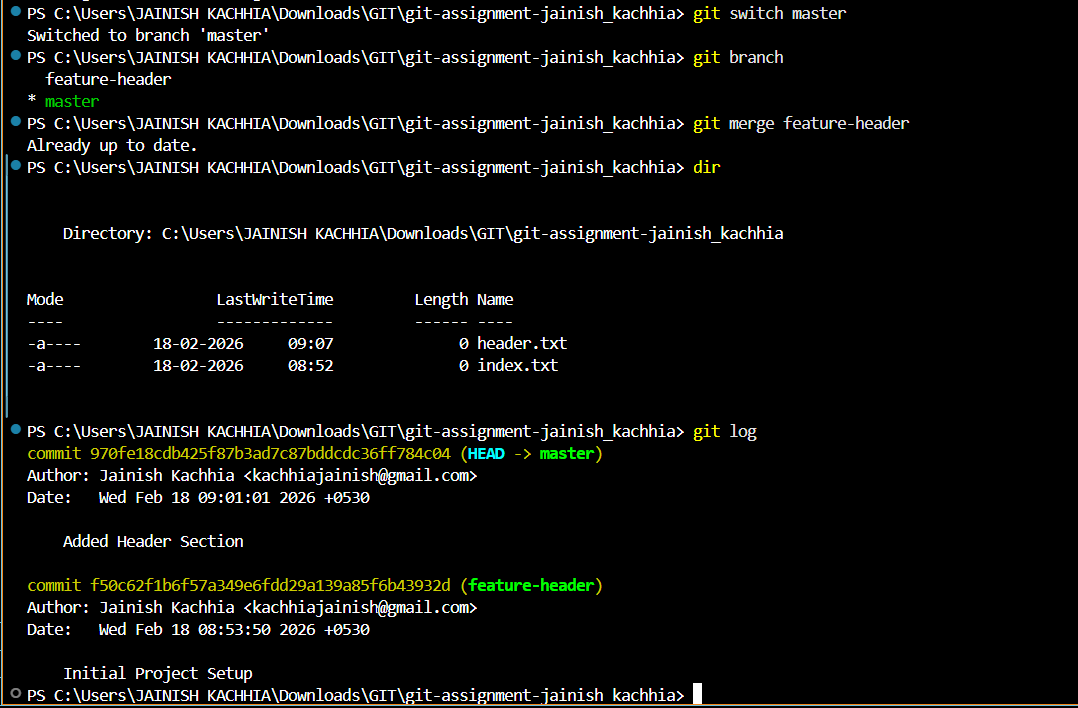 PS C:\Users\JAINISH KACHHIA\Downloads\GIT\git-assignment-jainish_kachhia> git switch master
Switched to branch 'master'
PS C:\Users\JAINISH KACHHIA\Downloads\GIT\git-assignment-jainish_kachhia> git branch
  feature-header
* master
PS C:\Users\JAINISH KACHHIA\Downloads\GIT\git-assignment-jainish_kachhia> git merge feature-header
Already up to date.
PS C:\Users\JAINISH KACHHIA\Downloads\GIT\git-assignment-jainish_kachhia> dir
    Directory: C:\Users\JAINISH KACHHIA\Downloads\GIT\git-assignment-jainish_kachhia
Mode                 LastWriteTime         Length Name
----                 -------------         ------ ----
-a----        18-02-2026     09:07              0 header.txt
-a----        18-02-2026     08:52              0 index.txt
PS C:\Users\JAINISH KACHHIA\Downloads\GIT\git-assignment-jainish_kachhia> git log
commit 970fe18cdb425f87b3ad7c87bddcdc36ff784c04 (HEAD -> master)
Author: Jainish Kachhia <kachhiajainish@gmail.com>
Date:   Wed Feb 18 09:01:01 2026 +0530
    Added Header Section
commit f50c62f1b6f57a349e6fdd29a139a85f6b43932d (feature-header)
Author: Jainish Kachhia <kachhiajainish@gmail.com>
Date:   Wed Feb 18 08:53:50 2026 +0530
    Initial Project Setup
PS C:\Users\JAINISH KACHHIA\Downloads\GIT\git-assignment-jainish_kachhia>